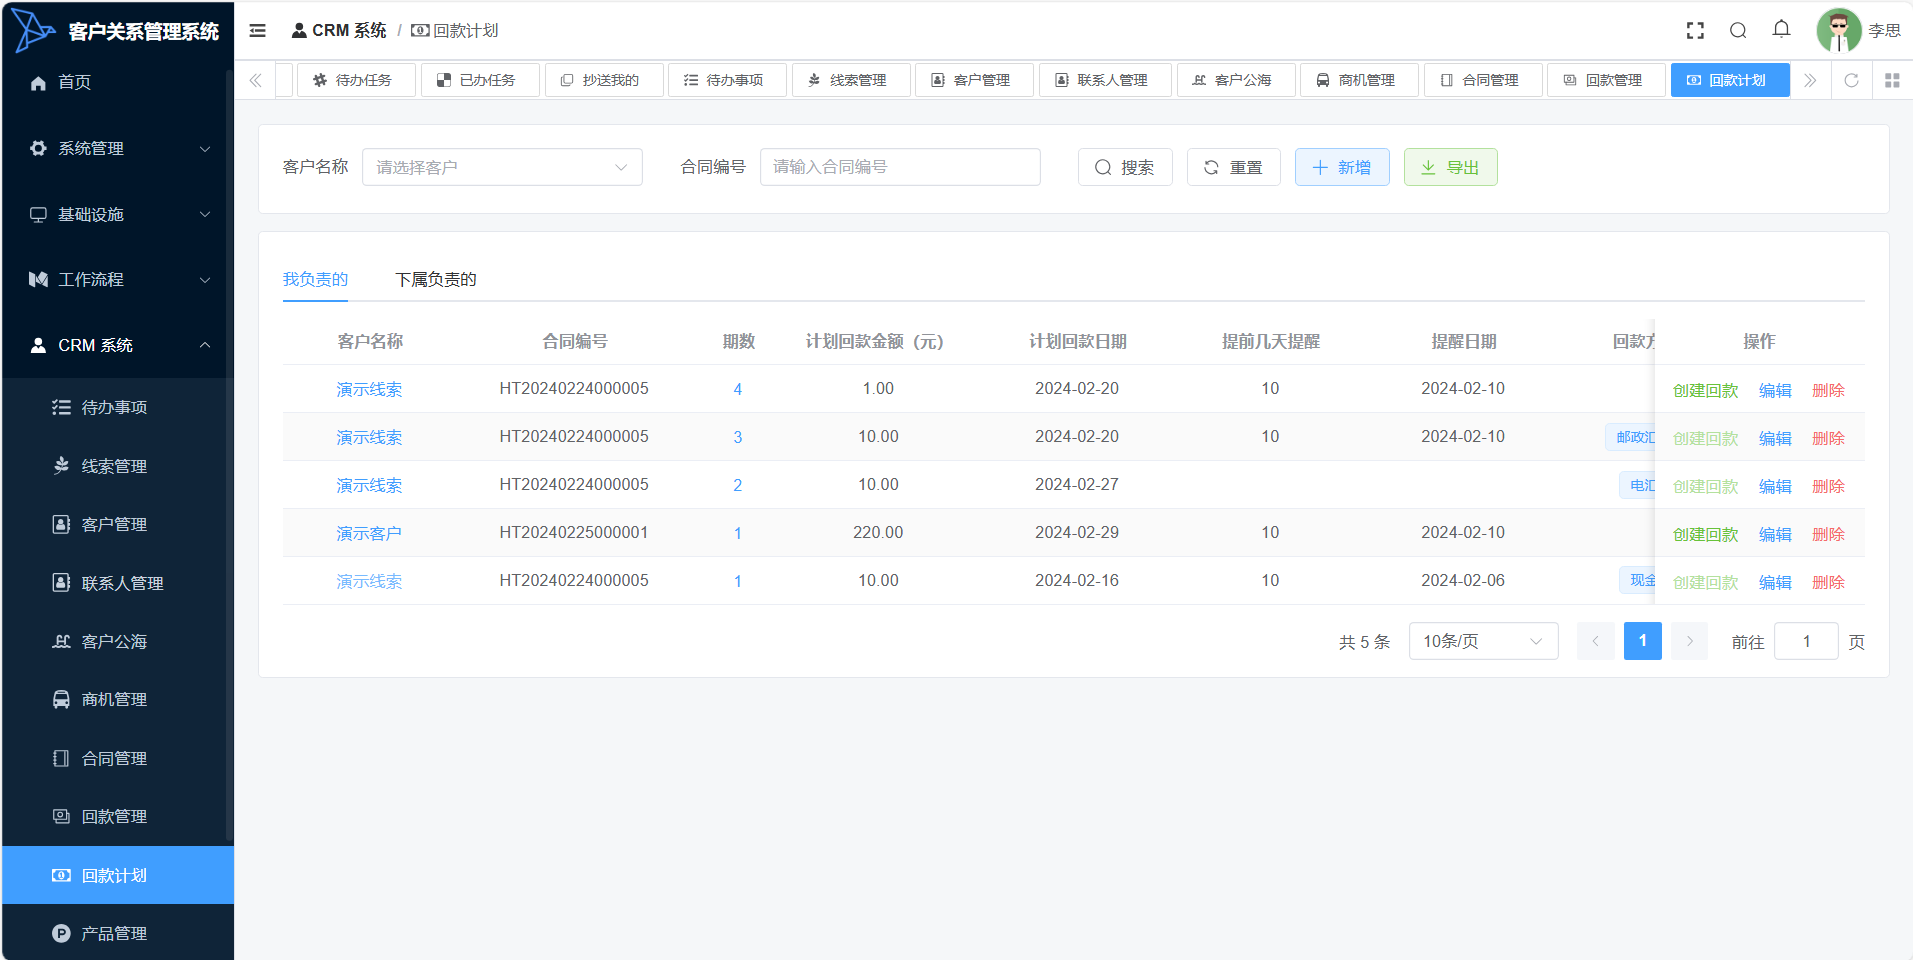 客户关系管理系统
CRM 系统 / 回款计划
李思
待办任务
已办任务
抄送我的
待办事项
线索管理
客户管理
联系人管理
客户公海
商机管理
合同管理
回款管理
回款计划
首页
系统管理
基础设施
工作流程
CRM 系统
待办事项
线索管理
客户管理
联系人管理
客户公海
商机管理
合同管理
回款管理
回款计划
产品管理
客户名称 请选择客户 合同编号 请输入合同编号 搜索 重置 新增 导出
我负责的 下属负责的
客户名称 合同编号 期数 计划回款金额（元） 计划回款日期 提前几天提醒 提醒日期 回款方 操作
演示线索 HT20240224000005 4 1.00 2024-02-20 10 2024-02-10 创建回款 编辑 删除
演示线索 HT20240224000005 3 10.00 2024-02-20 10 2024-02-10 邮政汇 创建回款 编辑 删除
演示线索 HT20240224000005 2 10.00 2024-02-27 电汇 创建回款 编辑 删除
演示客户 HT20240225000001 1 220.00 2024-02-29 10 2024-02-10 创建回款 编辑 删除
演示线索 HT20240224000005 1 10.00 2024-02-16 10 2024-02-06 现金 创建回款 编辑 删除
共 5 条 10条/页 1 前往 1 页